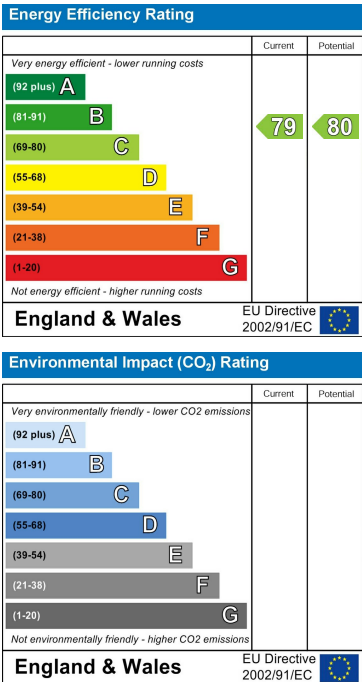 Energy Efficiency Rating
Current Potential
Very energy efficient - lower running costs
(92 plus) A
(81-91) B
79 80
(69-80) C
(55-68) D
(39-54) E
(21-38) F
(1-20) G
Not energy efficient - higher running costs
England & Wales
EU Directive
2002/91/EC
Environmental Impact (CO₂) Rating
Current Potential
Very environmentally friendly - lower CO2 emissions
(92 plus) A
(81-91) B
(69-80) C
(55-68) D
(39-54) E
(21-38) F
(1-20) G
Not environmentally friendly - higher CO2 emissions
England & Wales
EU Directive
2002/91/EC